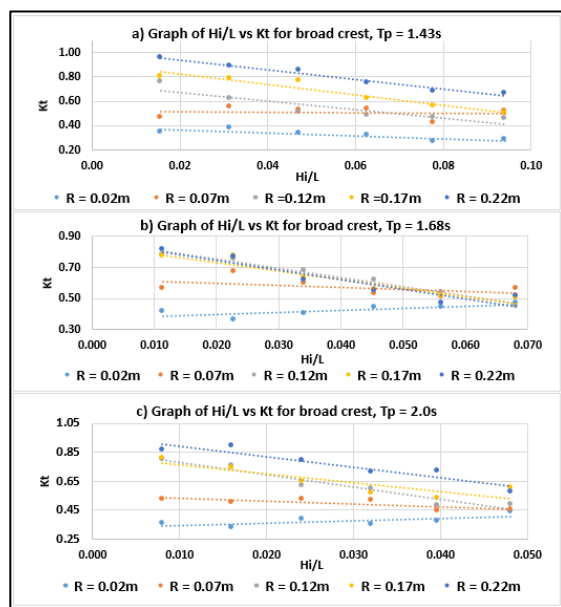 a) Graph of Hi/L vs Kt for broad crest, Tp = 1.43s
1.00
0.80
0.60
0.40
0.20
Kt
0.00 0.02 0.04 0.06 0.08 0.10
Hi/L
R = 0.02m R = 0.07m R =0.12m R = 0.17m R = 0.22m
b) Graph of Hi/L vs Kt for broad crest, Tp = 1.68s
0.90
0.70
0.50
0.30
Kt
0.000 0.010 0.020 0.030 0.040 0.050 0.060 0.070
Hi/L
R = 0.02m R = 0.07m R = 0.12m R = 0.17m R = 0.22m
c) Graph of Hi/L vs Kt for broad crest, Tp = 2.0s
1.05
0.85
0.65
0.45
0.25
Kt
0.000 0.010 0.020 0.030 0.040 0.050
Hi/L
R = 0.02m R = 0.07m R = 0.12m R = 0.17m R = 0.22m